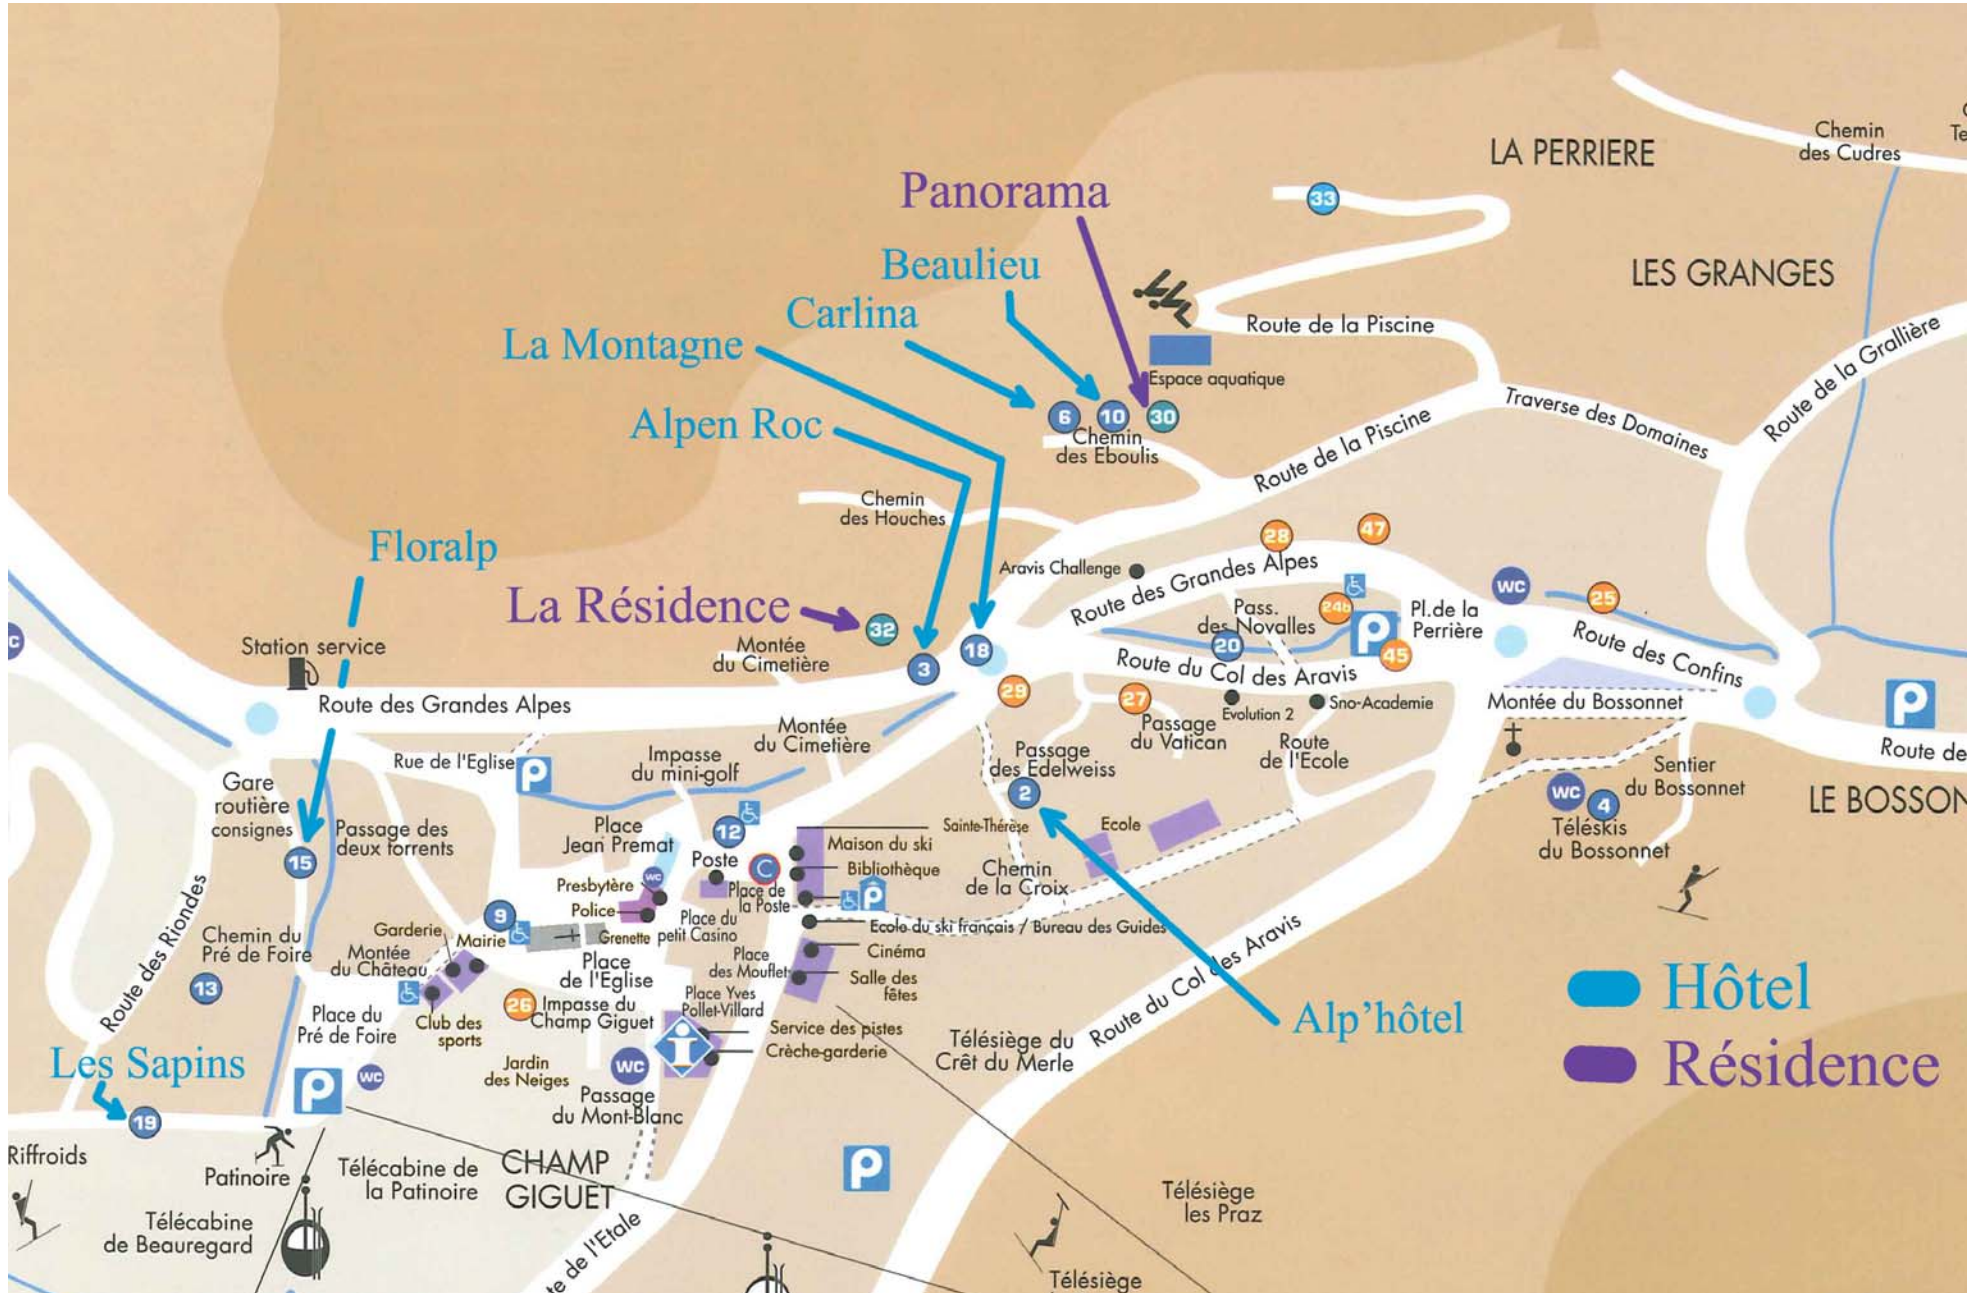 LA PERRIERE
Chemin
des Cudres
Panorama
33
Beaulieu
LES GRANGES
Carlina
Route de la Piscine
La Montagne
Route de la Grallière
Espace aquatique
Alpen Roc
6
10
30
Chemin
des Eboulis
Route de la Piscine
Traverse des Domaines
Chemin
des Houches
Floralp
28
47
Aravis Challenge
Route des Grandes Alpes
La Résidence
32
Pass.
des Novalles
24b
P
Pl.de la
Perrière
WC
25
Route des Confins
Station service
Montée
du Cimetière
3
18
20
45
Route du Col des Aravis
Route des Grandes Alpes
29
27
Evolution 2
Sno-Academie
Montée du Bossonnet
P
Passage
du Vatican
Route
de l'Ecole
Montée
du Cimetière
Rue de l'Eglise
P
Impasse
du mini-golf
Passage
des Edelweiss
Route de
Sentier
du Bossonnet
LE BOSSON
Gare
routière
consignes
Passage des
deux torrents
15
Place
Jean Premat
12
2
WC
4
Téléskis
du Bossonnet
Ecole
Sainte-Thérèse
Maison du ski
Bibliothèque
Poste
C
Place de
la Poste
P
Chemin
de la Croix
Presbytère
WC
Police
Route des Riondes
9
Garderie
Mairie
Grenette
Place du
petit Casino
Ecole du ski français / Bureau des Guides
Chemin du
Pré de Foire
Montée
du Château
Place
de l'Eglise
Place
des Mouflets
Cinéma
Salle des
fêtes
13
26
Impasse du
Champ Giguet
Place Yves
Pollet-Villard
Place du
Pré de Foire
Club des
sports
Service des pistes
Crèche-garderie
Télésiège du
Crêt du Merle
Route du Col des Aravis
Alp'hôtel
Hôtel
Résidence
Les Sapins
19
P
WC
Jardin
des Neiges
WC
i
Passage
du Mont-Blanc
Riffroids
Patinoire
Télécabine de
la Patinoire
CHAMP
GIGUET
P
Télécabine
de Beauregard
te de l'Etale
Télésiège
les Praz
Télésiège